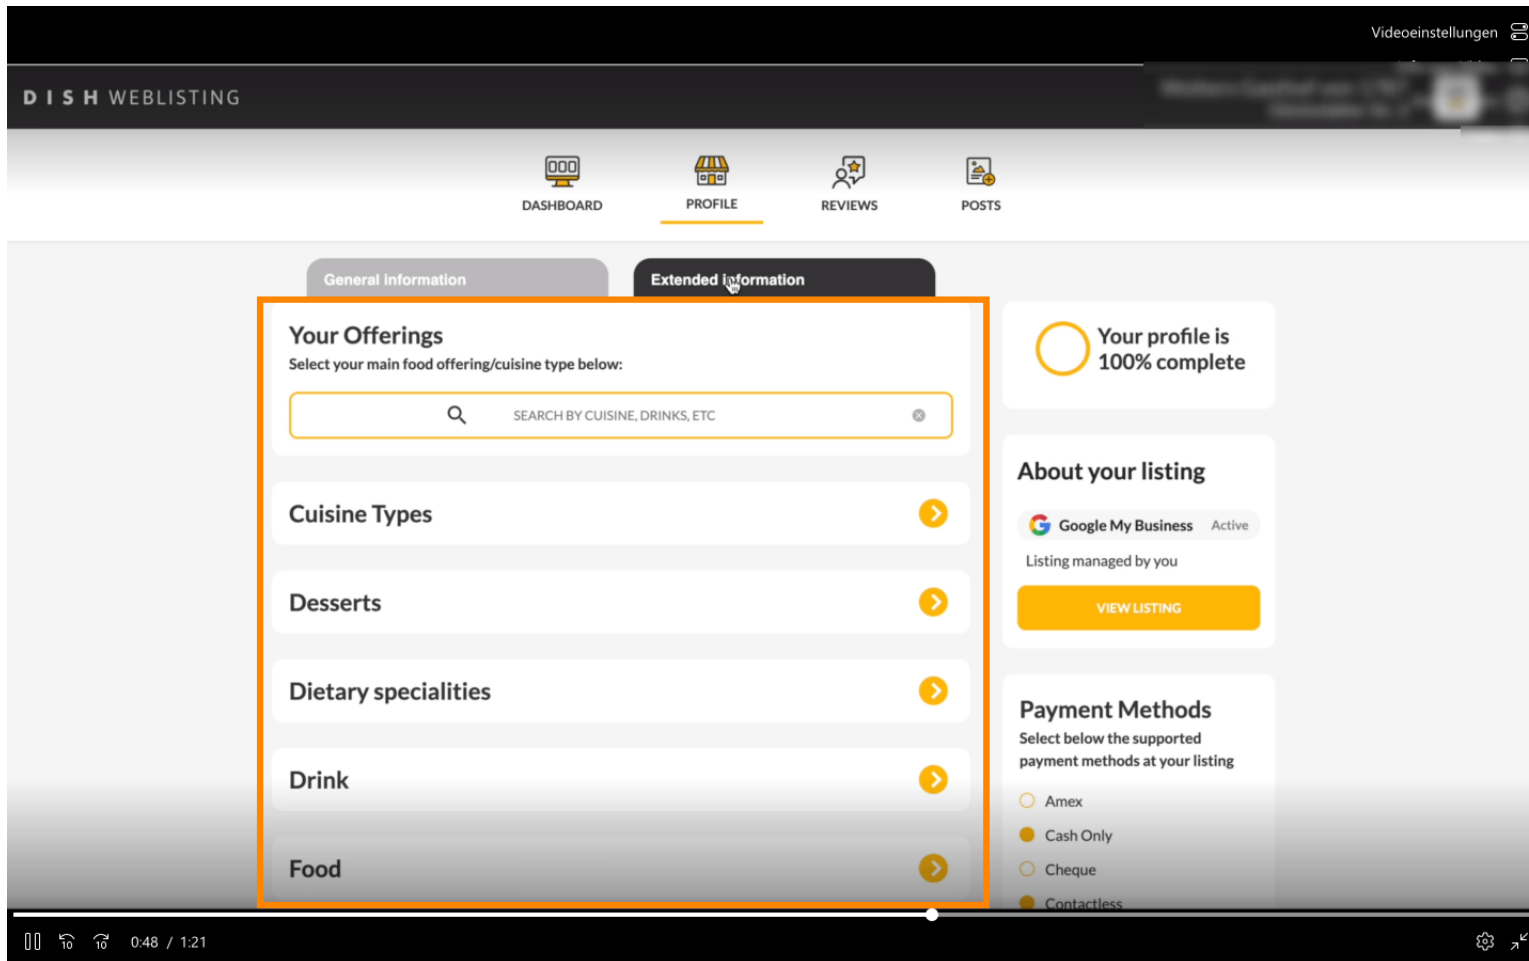 Videoeinstellungen
DISH WEBLISTING
DASHBOARD
PROFILE
REVIEWS
POSTS
General information
Extended information
Your Offerings
Select your main food offering/cuisine type below:
SEARCH BY CUISINE, DRINKS, ETC
Cuisine Types
Desserts
Dietary specialities
Drink
Food
Your profile is
100% complete
About your listing
Google My Business Active
Listing managed by you
VIEW LISTING
Payment Methods
Select below the supported
payment methods at your listing
Amex
Cash Only
Cheque
Contactless
10 10 0:48 / 1:21